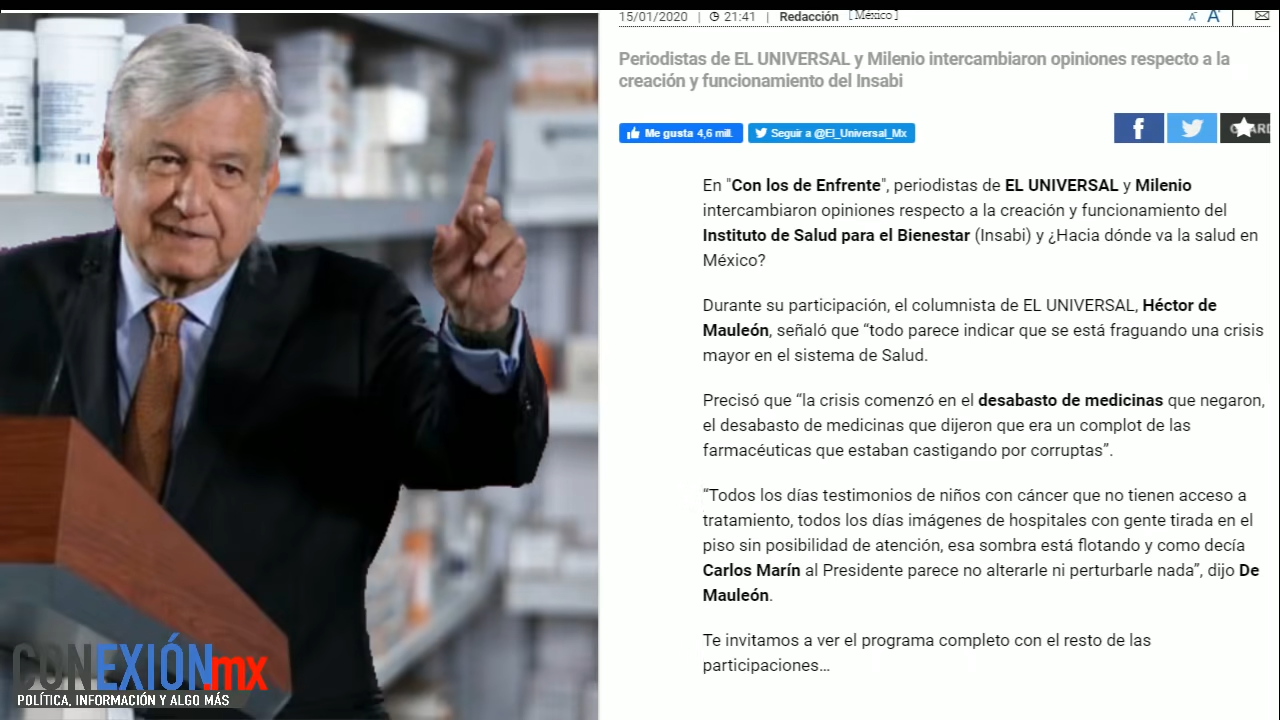 15/01/2020 | 21:41 | Redacción [México]
A- A+
Periodistas de EL UNIVERSAL y Milenio intercambiaron opiniones respecto a la
creación y funcionamiento del Insabi
Me gusta 4,6 mill. Seguir a @El_Universal_Mx
En "Con los de Enfrente", periodistas de EL UNIVERSAL y Milenio
intercambiaron opiniones respecto a la creación y funcionamiento del
Instituto de Salud para el Bienestar (Insabi) y ¿Hacia dónde va la salud en
México?
Durante su participación, el columnista de EL UNIVERSAL, Héctor de
Mauleón, señaló que “todo parece indicar que se está fraguando una crisis
mayor en el sistema de Salud.
Precisó que “la crisis comenzó en el desabasto de medicinas que negaron,
el desabasto de medicinas que dijeron que era un complot de las
farmacéuticas que estaban castigando por corruptas”.
“Todos los días testimonios de niños con cáncer que no tienen acceso a
tratamiento, todos los días imágenes de hospitales con gente tirada en el
piso sin posibilidad de atención, esa sombra está flotando y como decía
Carlos Marín al Presidente parece no alterarle ni perturbarle nada”, dijo De
Mauleón.
Te invitamos a ver el programa completo con el resto de las
participaciones...
CONEXIÓN.mx
POLÍTICA, INFORMACIÓN Y ALGO MÁS